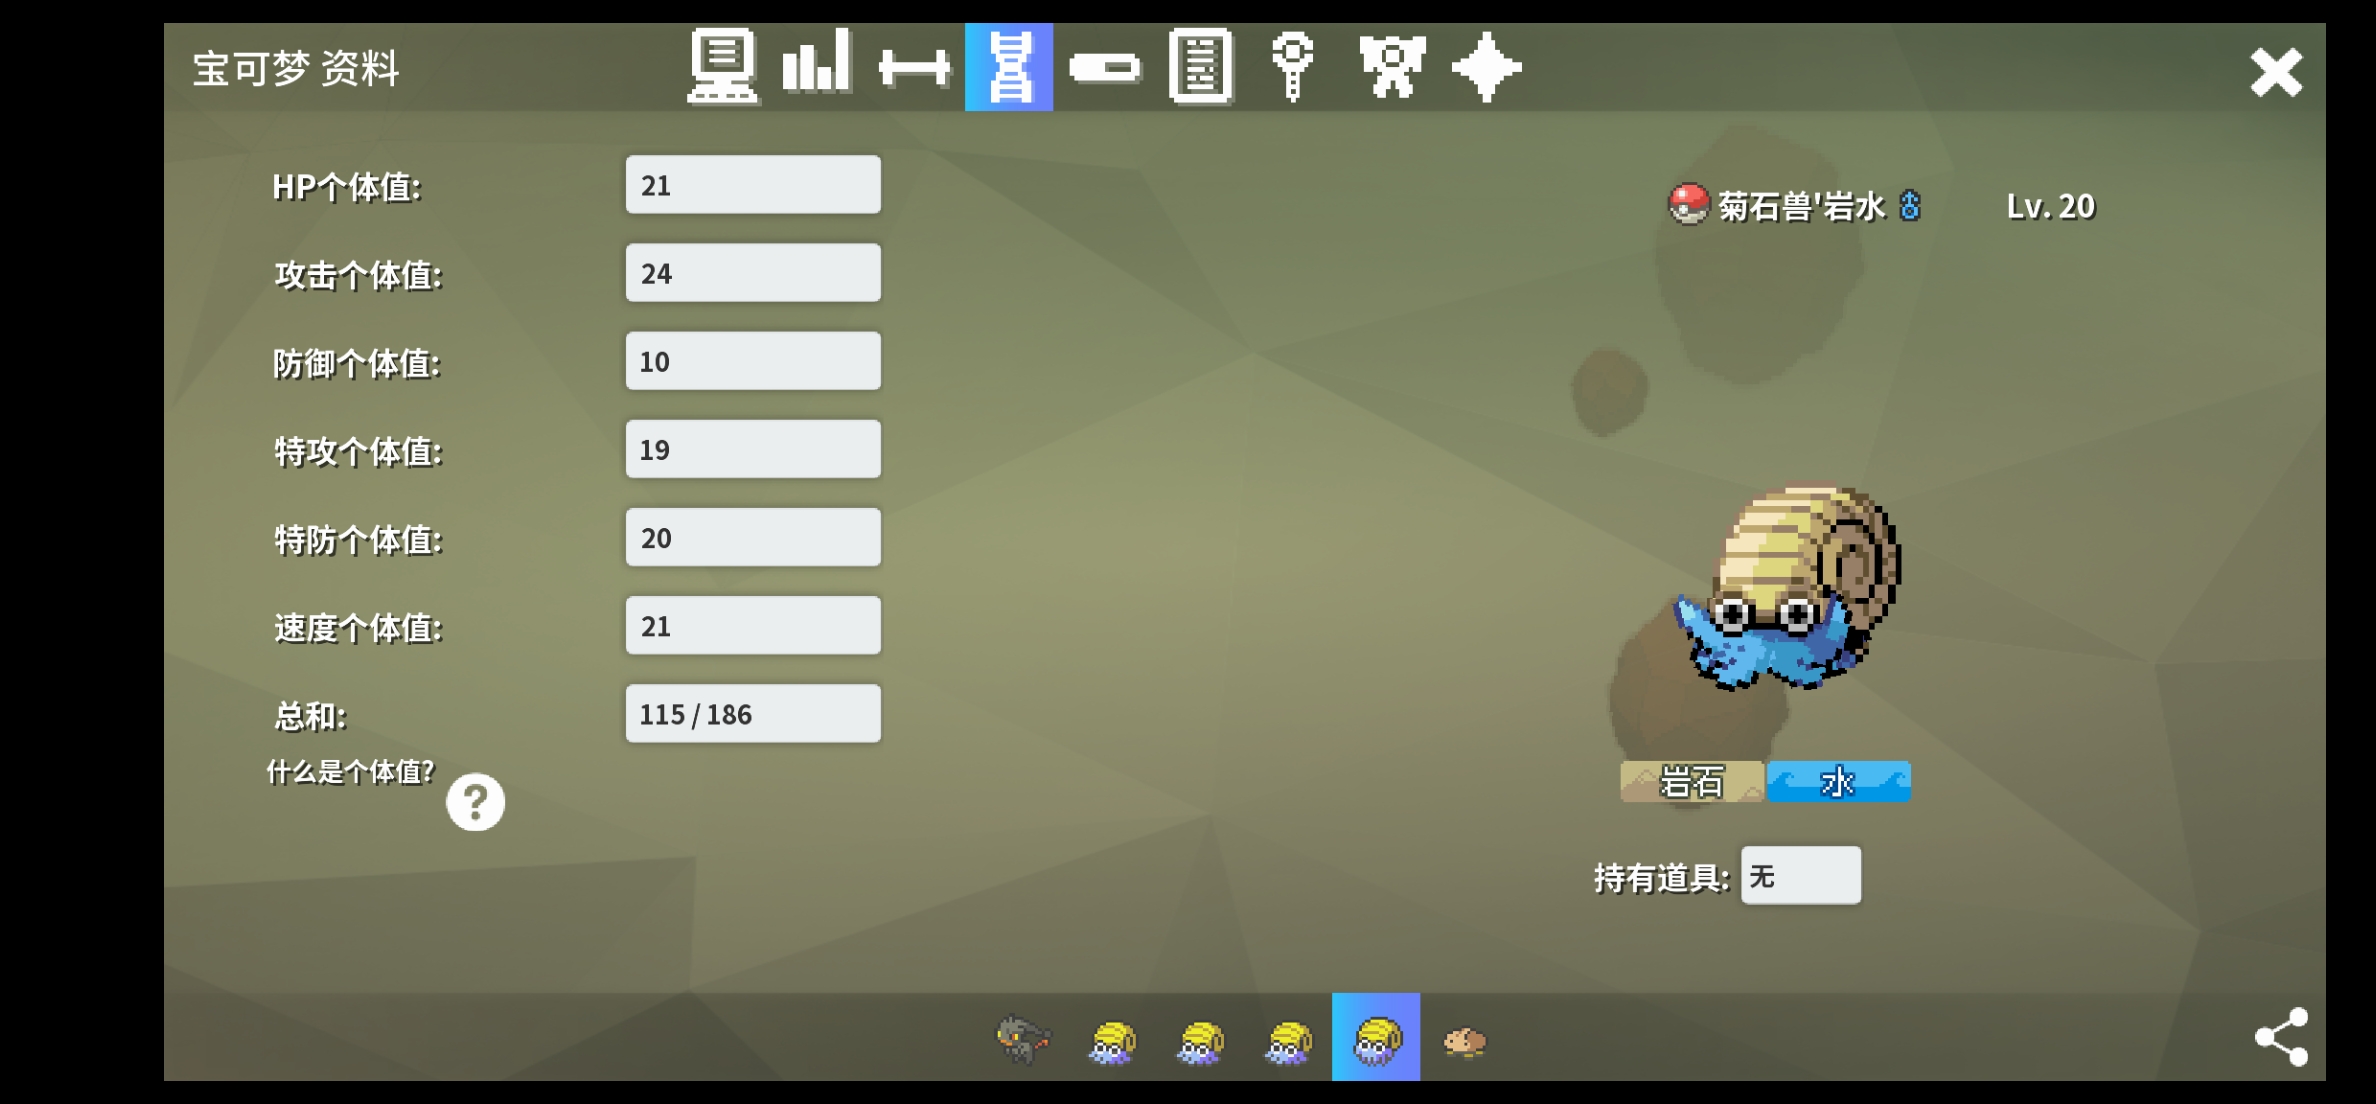 宝可梦 资料
HP个体值: 21
菊石兽'岩水 Lv. 20
攻击个体值: 24
防御个体值: 10
特攻个体值: 19
特防个体值: 20
速度个体值: 21
总和: 115 / 186
什么是个体值?
?
岩石 水
持有道具: 无